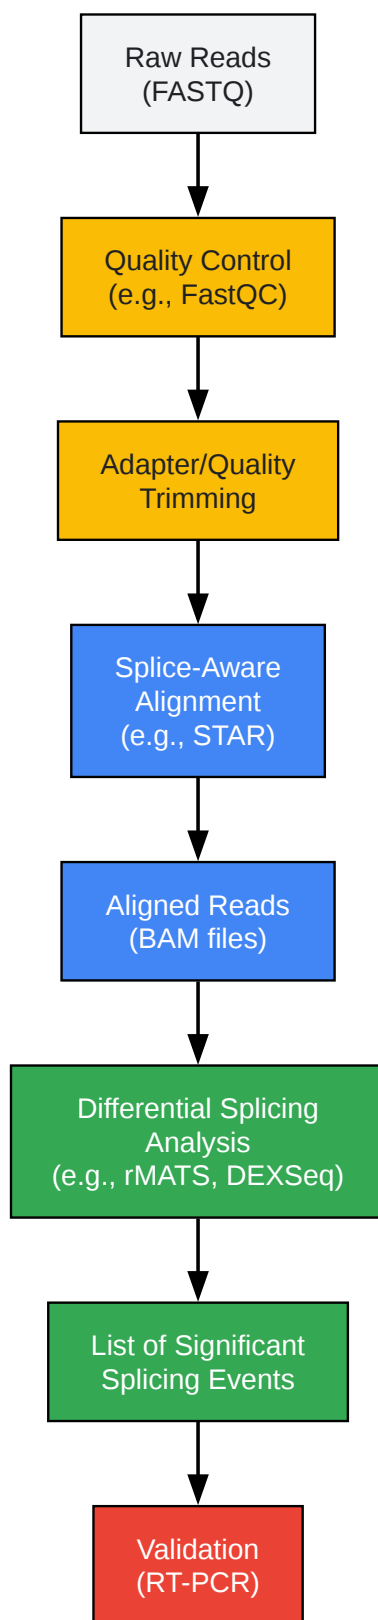 Raw Reads
(FASTQ)
Quality Control
(e.g., FastQC)
Adapter/Quality
Trimming
Splice-Aware
Alignment
(e.g., STAR)
Aligned Reads
(BAM files)
Differential Splicing
Analysis
(e.g., rMATS, DEXSeq)
List of Significant
Splicing Events
Validation
(RT-PCR)